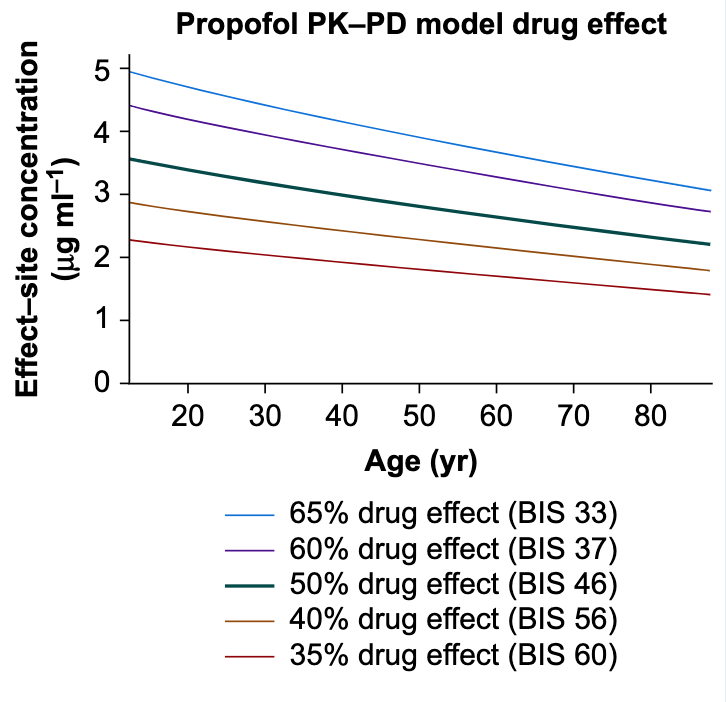 Propofol PK–PD model drug effect
Effect–site concentration
(µg ml⁻¹)
5
4
3
2
1
0
20 30 40 50 60 70 80
Age (yr)
65% drug effect (BIS 33)
60% drug effect (BIS 37)
50% drug effect (BIS 46)
40% drug effect (BIS 56)
35% drug effect (BIS 60)